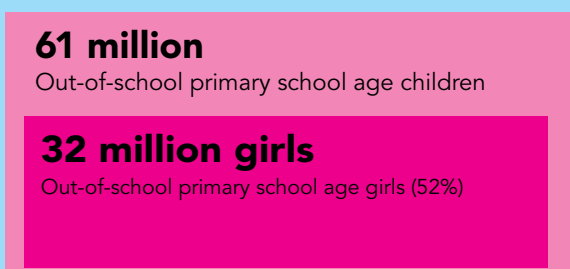 61 million
Out-of-school primary school age children
32 million girls
Out-of-school primary school age girls (52%)